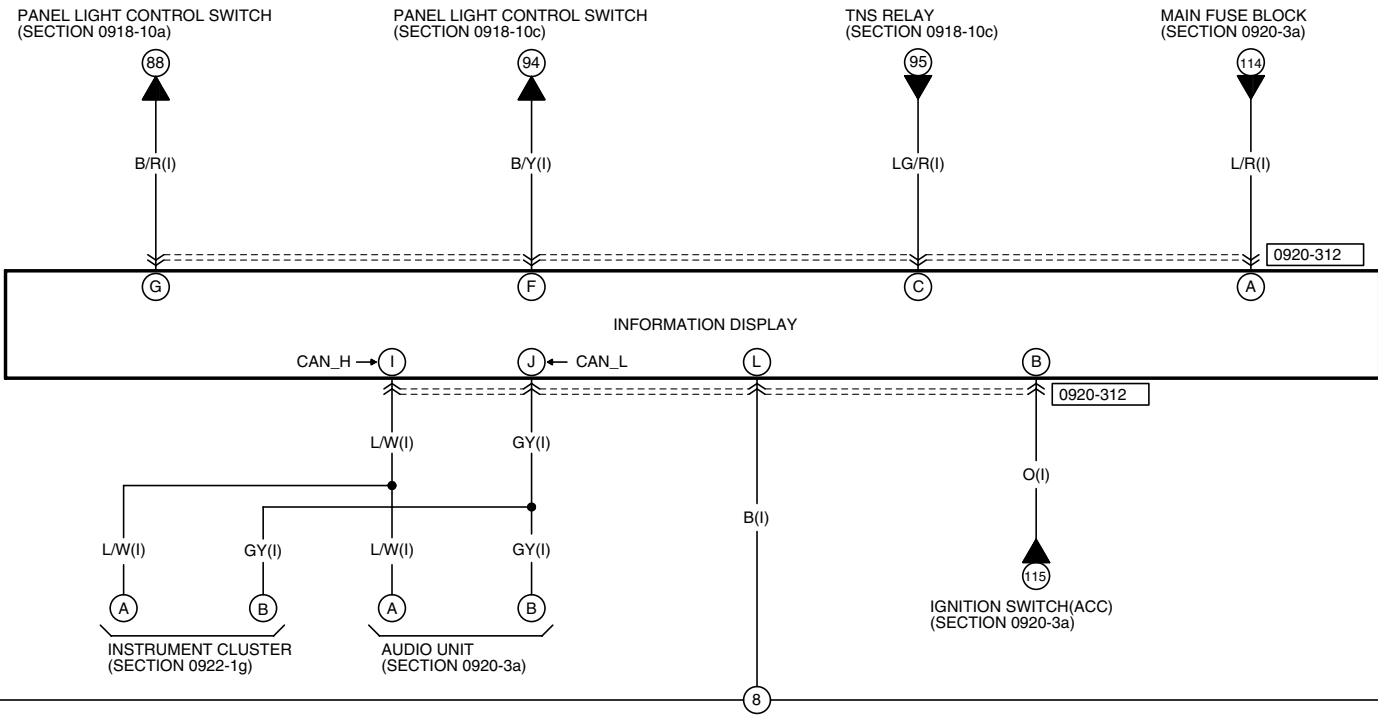 PANEL LIGHT CONTROL SWITCH
(SECTION 0918-10a)
PANEL LIGHT CONTROL SWITCH
(SECTION 0918-10c)
TNS RELAY
(SECTION 0918-10c)
MAIN FUSE BLOCK
(SECTION 0920-3a)
88
94
95
114
B/R(I)
B/Y(I)
LG/R(I)
L/R(I)
0920-312
G
F
C
A
INFORMATION DISPLAY
CAN_H
I
J
CAN_L
L
B
0920-312
L/W(I)
GY(I)
O(I)
B(I)
L/W(I)
GY(I)
L/W(I)
GY(I)
115
A
B
A
B
IGNITION SWITCH(ACC)
(SECTION 0920-3a)
INSTRUMENT CLUSTER
(SECTION 0922-1g)
AUDIO UNIT
(SECTION 0920-3a)
8